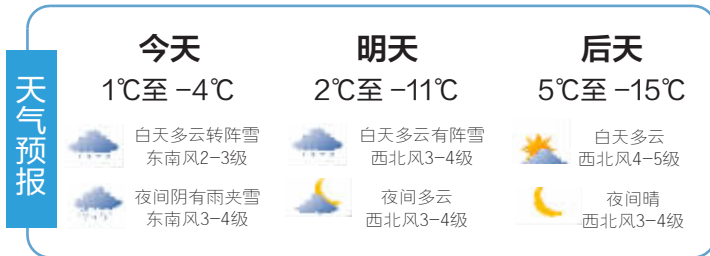 天气预报
今天
1℃至 -4℃
白天多云转阵雪
东南风2-3级
夜间阴有雨夹雪
东南风3-4级
明天
2℃至 -11℃
白天多云有阵雪
西北风3-4级
夜间多云
西北风3-4级
后天
5℃至 -15℃
白天多云
西北风4-5级
夜间晴
西北风3-4级